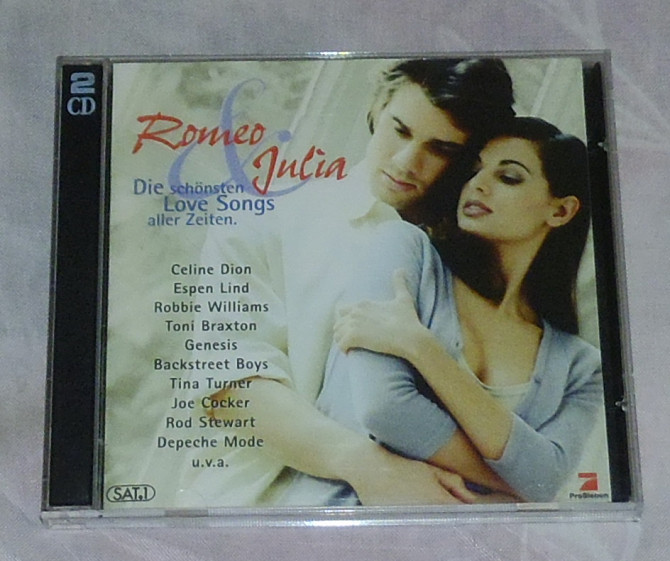 2
CD
Romeo
&
Julia
Die schönsten
Love Songs
aller Zeiten.
Celine Dion
Espen Lind
Robbie Williams
Toni Braxton
Genesis
Backstreet Boys
Tina Turner
Joe Cocker
Rod Stewart
Depeche Mode
u.v.a.
SAT.1
7
ProSieben